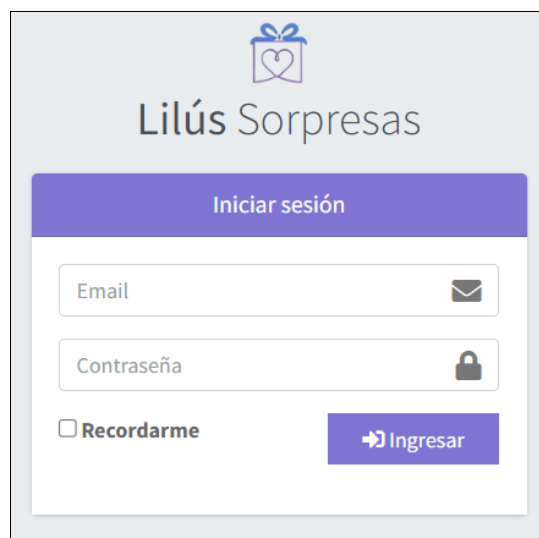 Lilús Sorpresas
Iniciar sesión
Email
Contraseña
Recordarme
Ingresar